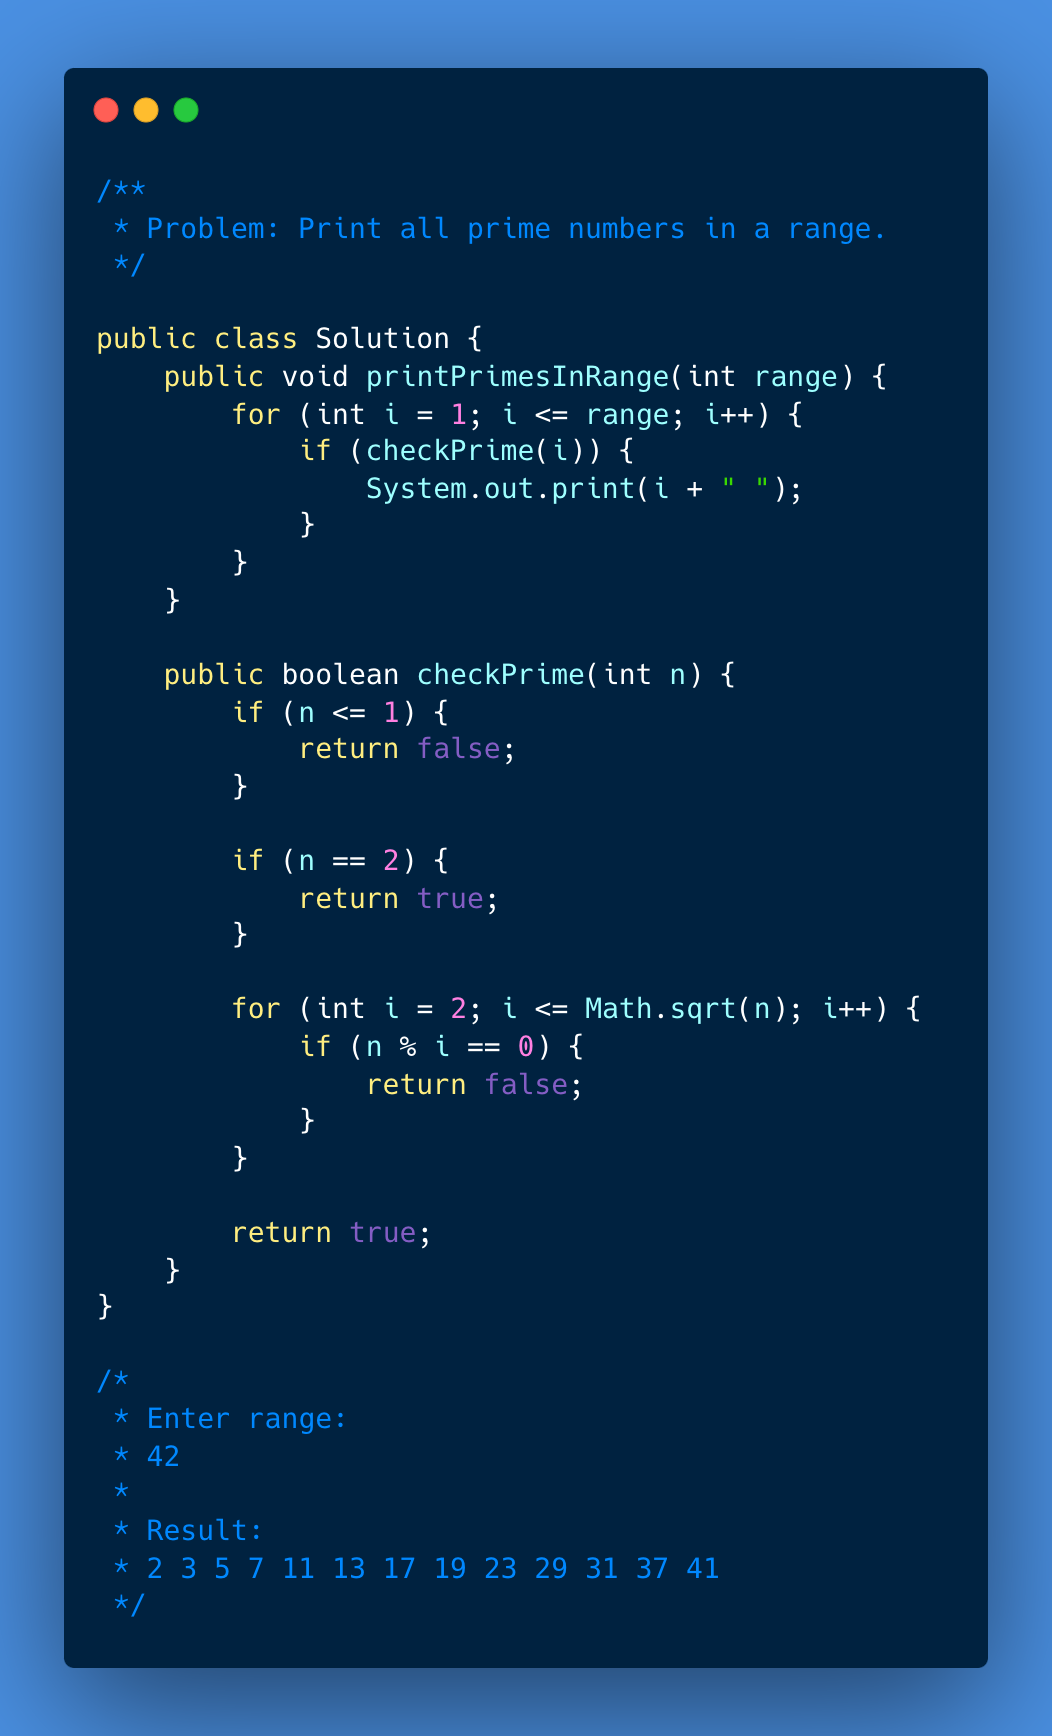 /**
 * Problem: Print all prime numbers in a range.
 */

public class Solution {
    public void printPrimesInRange(int range) {
        for (int i = 1; i <= range; i++) {
            if (checkPrime(i)) {
                System.out.print(i + " ");
            }
        }
    }

    public boolean checkPrime(int n) {
        if (n <= 1) {
            return false;
        }

        if (n == 2) {
            return true;
        }

        for (int i = 2; i <= Math.sqrt(n); i++) {
            if (n % i == 0) {
                return false;
            }
        }

        return true;
    }
}

/*
 * Enter range:
 * 42
 *
 * Result:
 * 2 3 5 7 11 13 17 19 23 29 31 37 41
 */